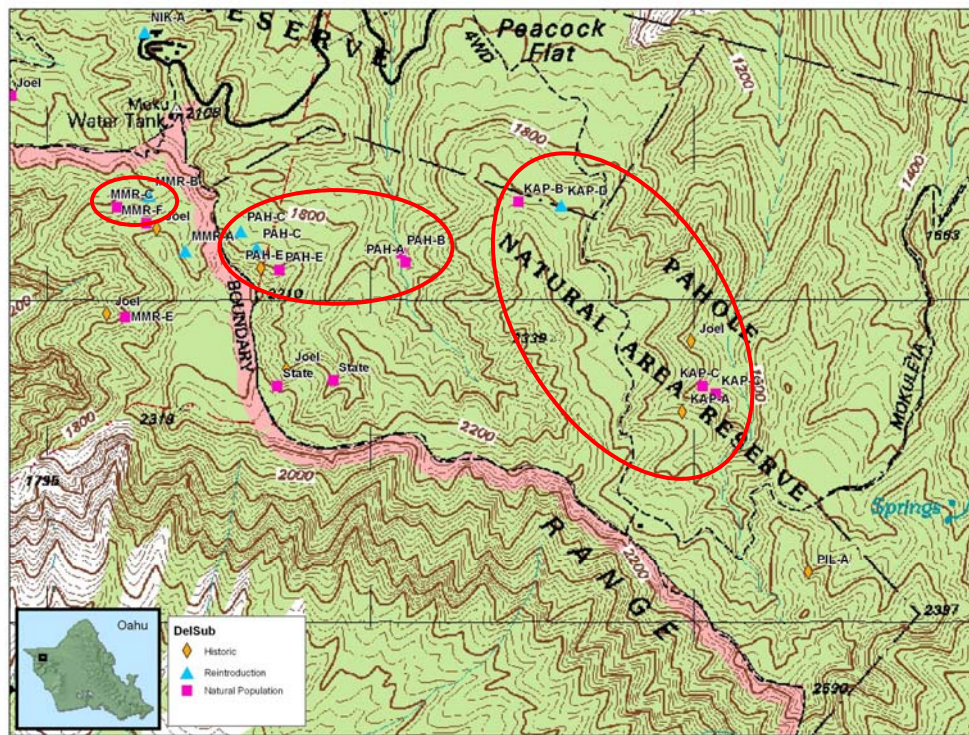 NIK-A
SERVE
Peacock
Flat
4WD
1200
Joel
Moku
Water Tank
2108
1800
1400
MMR-B
MMR-C
MMR-F
Joel
KAP-B
KAP-D
PAH-C
1800
PAH-C
MMR-A
PAH-B
PAH-A
PAH-E
PAH-E
2210
BOUNDARY
NATURAL AREA RESERVE
PAHOLE
Joel
MMR-E
2339
Joel
Joel
State
State
KAP-C
KAP-A
1600
MOKULEIA
1800
2318
2200
2000
1795
Springs
RANGE
2200
PIL-A
2397
2590
Oahu
DelSub
Historic
Reintroduction
Natural Population